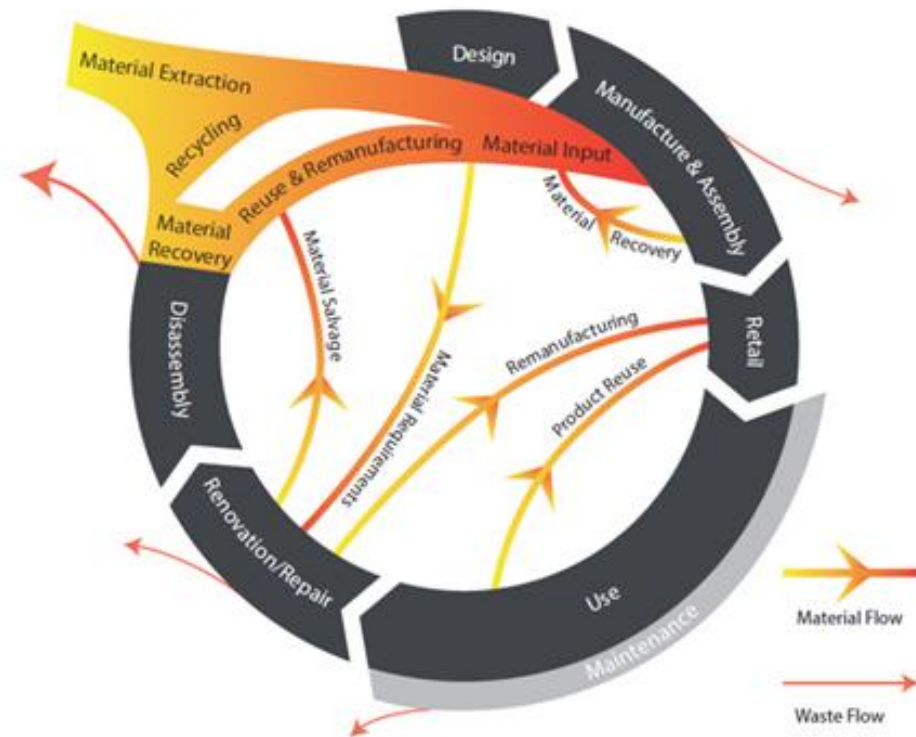 Design
Manufacture & Assembly
Material Extraction
Recycling
Reuse & Remanufacturing
Material Input
Material
Recovery
Material
Recovery
Material Salvage
Material Requirements
Remanufacturing
Product Reuse
Retail
Disassembly
Renovation/Repair
Use
Maintenance
Material Flow
Waste Flow